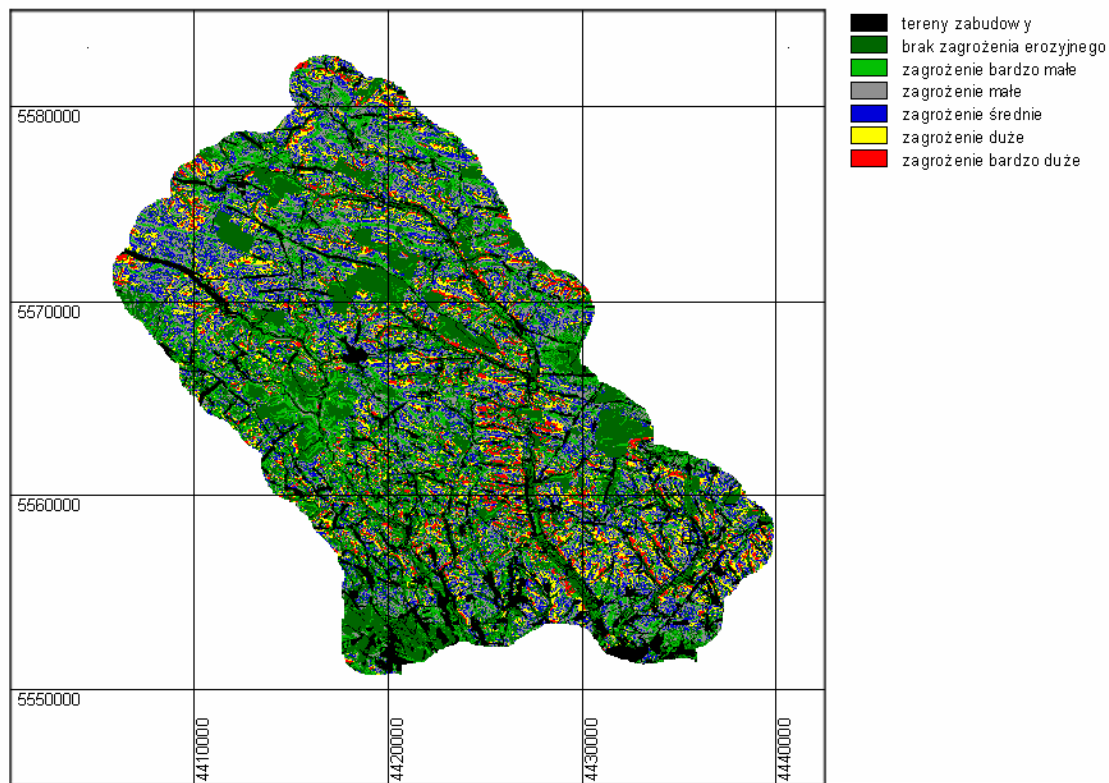 tereny zabudowy
brak zagrożenia erozyjnego
zagrożenie bardzo małe
zagrożenie małe
zagrożenie średnie
zagrożenie duże
zagrożenie bardzo duże
5580000
5570000
5560000
5550000
4410000
4420000
4430000
4440000